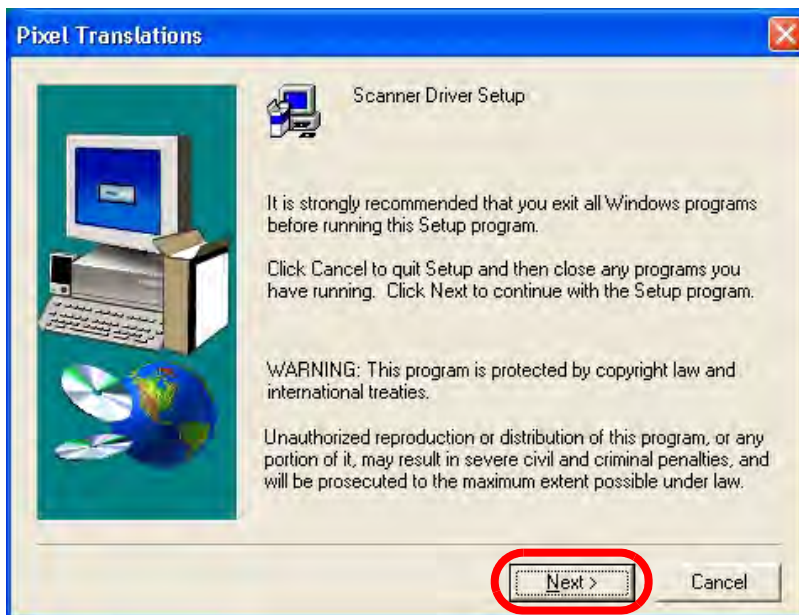 Pixel Translations
Scanner Driver Setup
It is strongly recommended that you exit all Windows programs
before running this Setup program.
Click Cancel to quit Setup and then close any programs you
have running.  Click Next to continue with the Setup program.
WARNING: This program is protected by copyright law and
international treaties.
Unauthorized reproduction or distribution of this program, or any
portion of it, may result in severe civil and criminal penalties, and
will be prosecuted to the maximum extent possible under law.
Next > Cancel